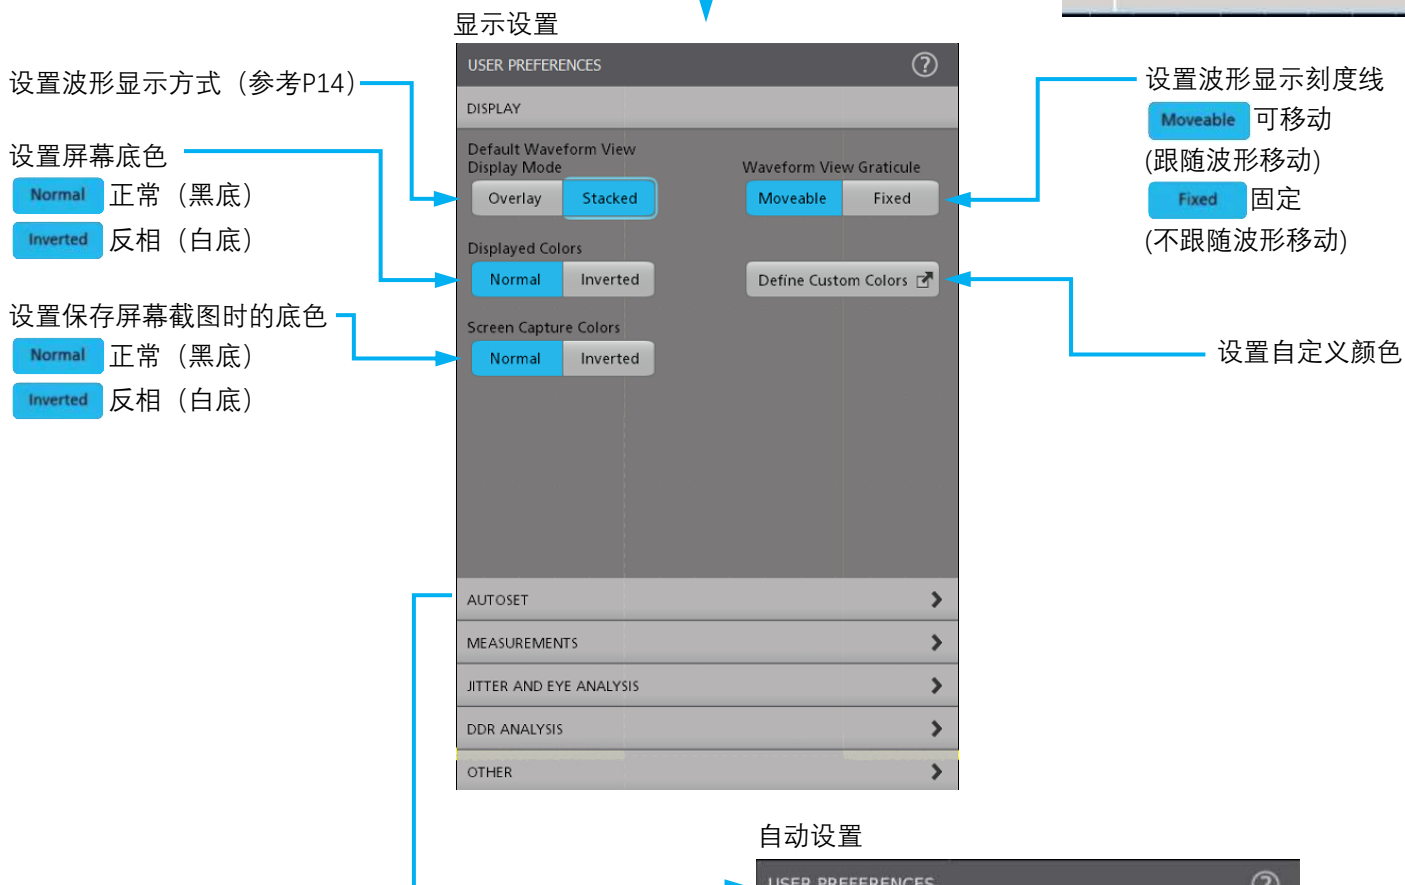 显示设置
设置波形显示方式（参考P14）
设置屏幕底色
Normal 正常（黑底）
Inverted 反相（白底）
设置保存屏幕截图时的底色
Normal 正常（黑底）
Inverted 反相（白底）
USER PREFERENCES
DISPLAY
Default Waveform View
Display Mode
Overlay Stacked
Waveform View Graticule
Moveable Fixed
Displayed Colors
Normal Inverted
Define Custom Colors
Screen Capture Colors
Normal Inverted
AUTOSET
MEASUREMENTS
JITTER AND EYE ANALYSIS
DDR ANALYSIS
OTHER
设置波形显示刻度线
Moveable 可移动
(跟随波形移动)
Fixed 固定
(不跟随波形移动)
设置自定义颜色
自动设置
USER PREFERENCES